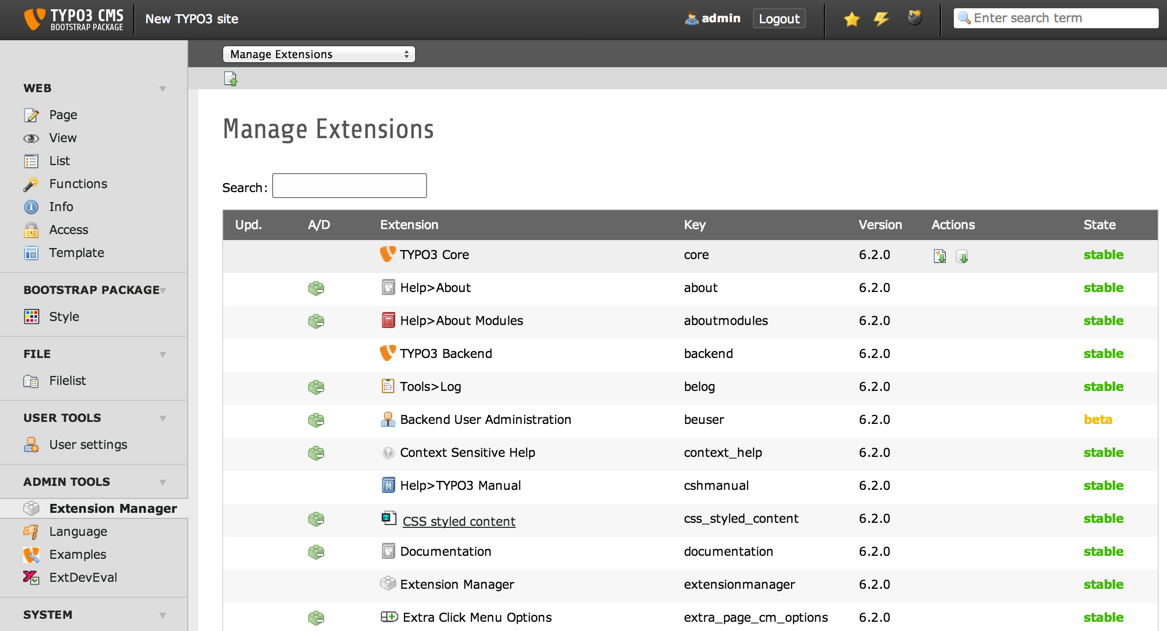 TYPO3 CMS
BOOTSTRAP PACKAGE
New TYPO3 site
admin
Logout
Enter search term
Manage Extensions
WEB
Page
View
List
Functions
Info
Access
Template
BOOTSTRAP PACKAGE
Style
FILE
Filelist
USER TOOLS
User settings
ADMIN TOOLS
Extension Manager
Language
Examples
ExtDevEval
SYSTEM
Manage Extensions
Search:
Upd. A/D Extension Key Version Actions State
TYPO3 Core core 6.2.0 stable
Help>About about 6.2.0 stable
Help>About Modules aboutmodules 6.2.0 stable
TYPO3 Backend backend 6.2.0 stable
Tools>Log belog 6.2.0 stable
Backend User Administration beuser 6.2.0 beta
Context Sensitive Help context_help 6.2.0 stable
Help>TYPO3 Manual cshmanual 6.2.0 stable
CSS styled content css_styled_content 6.2.0 stable
Documentation documentation 6.2.0 stable
Extension Manager extensionmanager 6.2.0 stable
Extra Click Menu Options extra_page_cm_options 6.2.0 stable